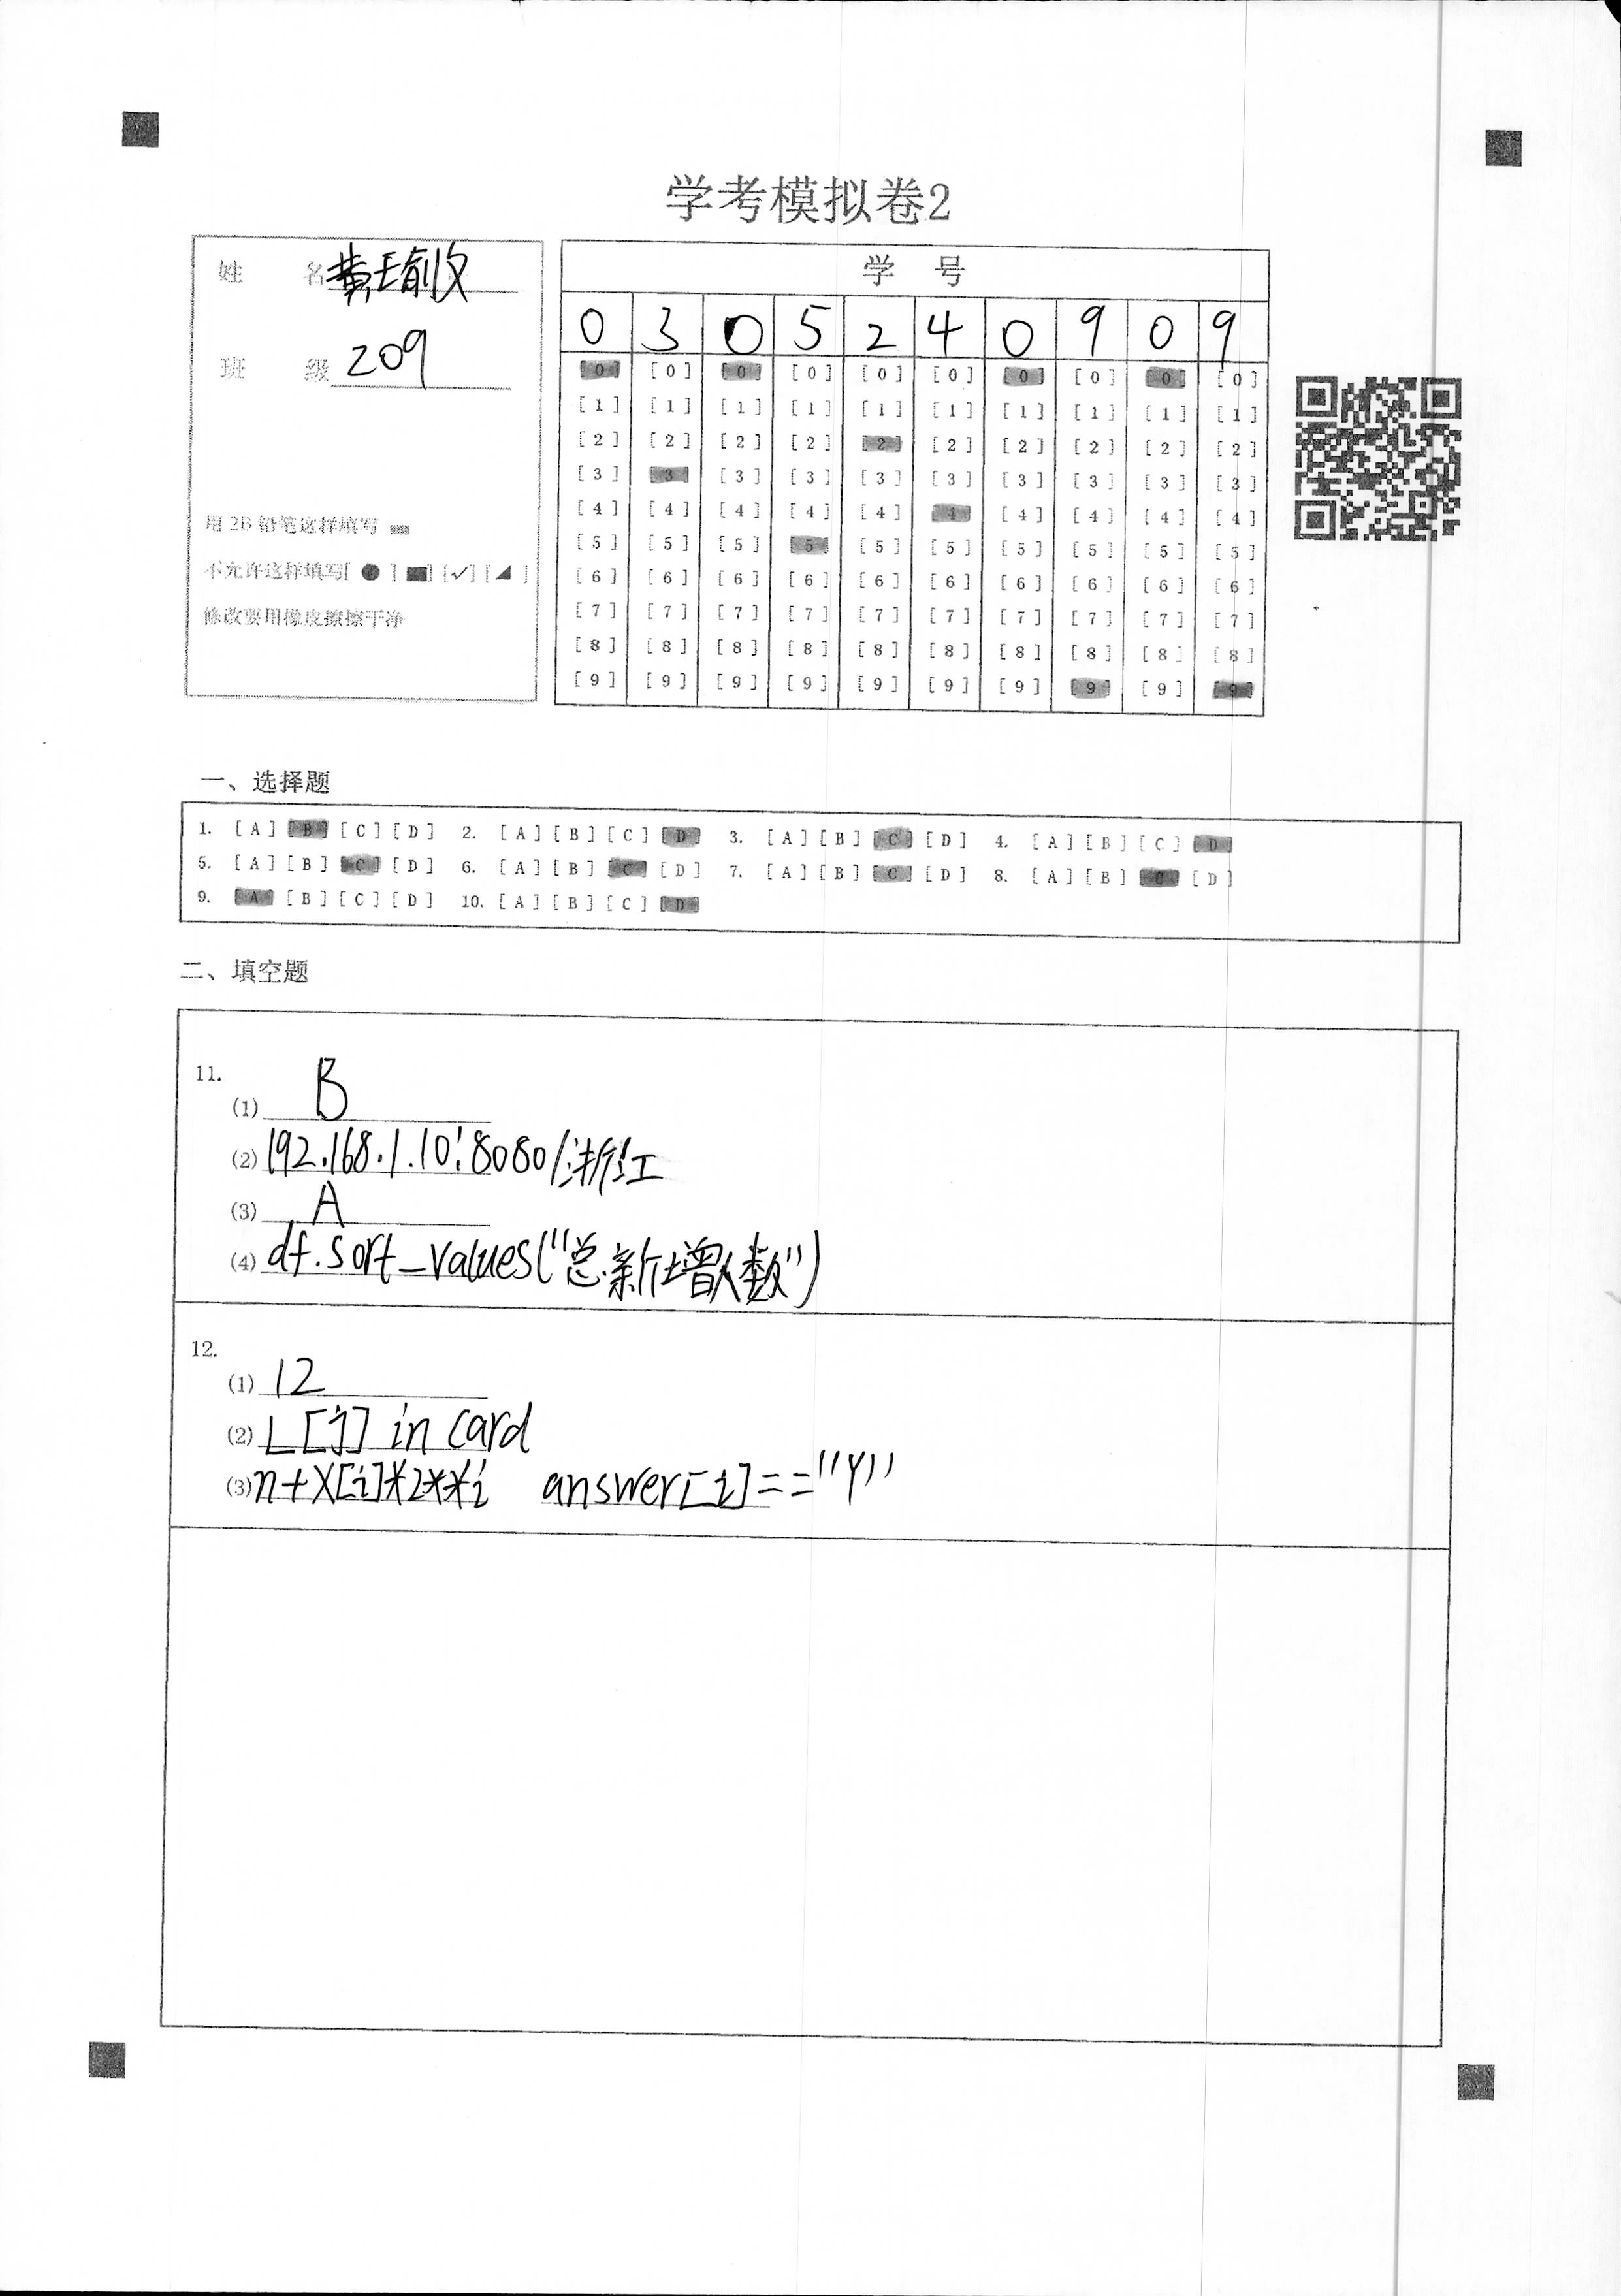 学考模拟卷2
姓 名 黄瑜
班 级 209
用 2B 铅笔这样填写
不允许这样填写[●][■][✓][◢]
修改要用橡皮擦擦干净
学 号
0 3 0 5 2 4 0 9 0 9
[0] [0] [0] [0] [0] [0] [0] [0] [0] [0]
[1] [1] [1] [1] [1] [1] [1] [1] [1] [1]
[2] [2] [2] [2] [2] [2] [2] [2] [2] [2]
[3] [3] [3] [3] [3] [3] [3] [3] [3] [3]
[4] [4] [4] [4] [4] [4] [4] [4] [4] [4]
[5] [5] [5] [5] [5] [5] [5] [5] [5] [5]
[6] [6] [6] [6] [6] [6] [6] [6] [6] [6]
[7] [7] [7] [7] [7] [7] [7] [7] [7] [7]
[8] [8] [8] [8] [8] [8] [8] [8] [8] [8]
[9] [9] [9] [9] [9] [9] [9] [9] [9] [9]
一、选择题
1. [A] [B] [C] [D] 2. [A] [B] [C] [D] 3. [A] [B] [C] [D] 4. [A] [B] [C] [D]
5. [A] [B] [C] [D] 6. [A] [B] [C] [D] 7. [A] [B] [C] [D] 8. [A] [B] [C] [D]
9. [A] [B] [C] [D] 10. [A] [B] [C] [D]
二、填空题
11.
(1) B
(2) 192.168.1.10:8080/浙江
(3) A
(4) df.sort_values("总新增人数")
12.
(1) 12
(2) L[j] in card
(3) n+X[i]*2**i answer[i]=="Y"